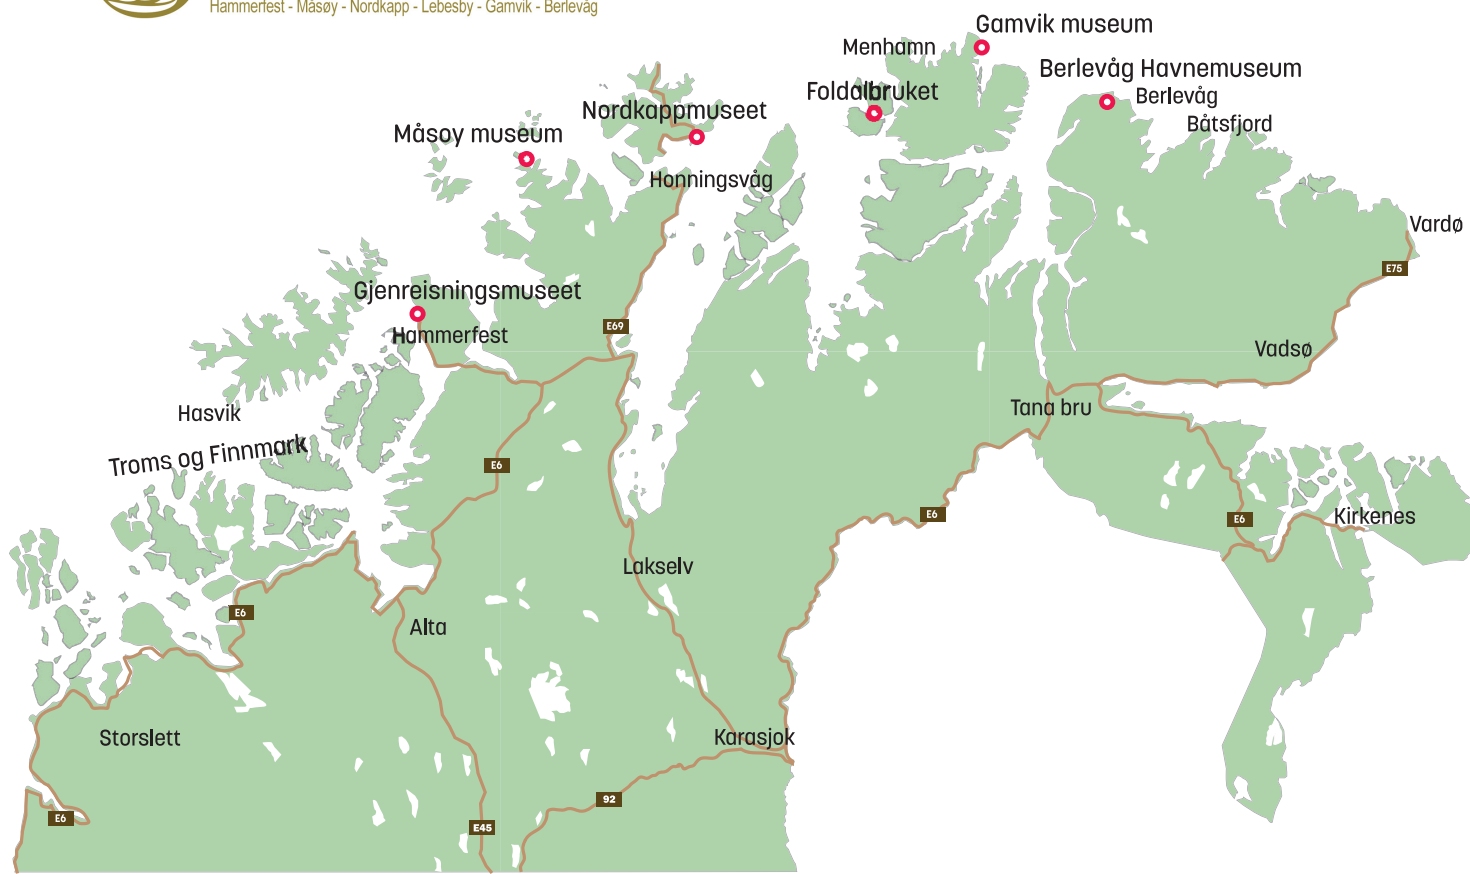 Hammerfest - Måsøy - Nordkapp - Lebesby - Gamvik - Berlevåg
Gamvik museum
Menhamn
Berlevåg Havnemuseum
Foldalbruket
Berlevåg
Nordkappmuseet
Båtsfjord
Måsoy museum
Honningsvåg
Vardø
E75
Gjenreisningsmuseet
E69
Hammerfest
Vadsø
Hasvik
Tana bru
Troms og Finnmark
E6
E6
E6
Kirkenes
Lakselv
E6
Alta
Storslett
Karasjok
92
E6
E45